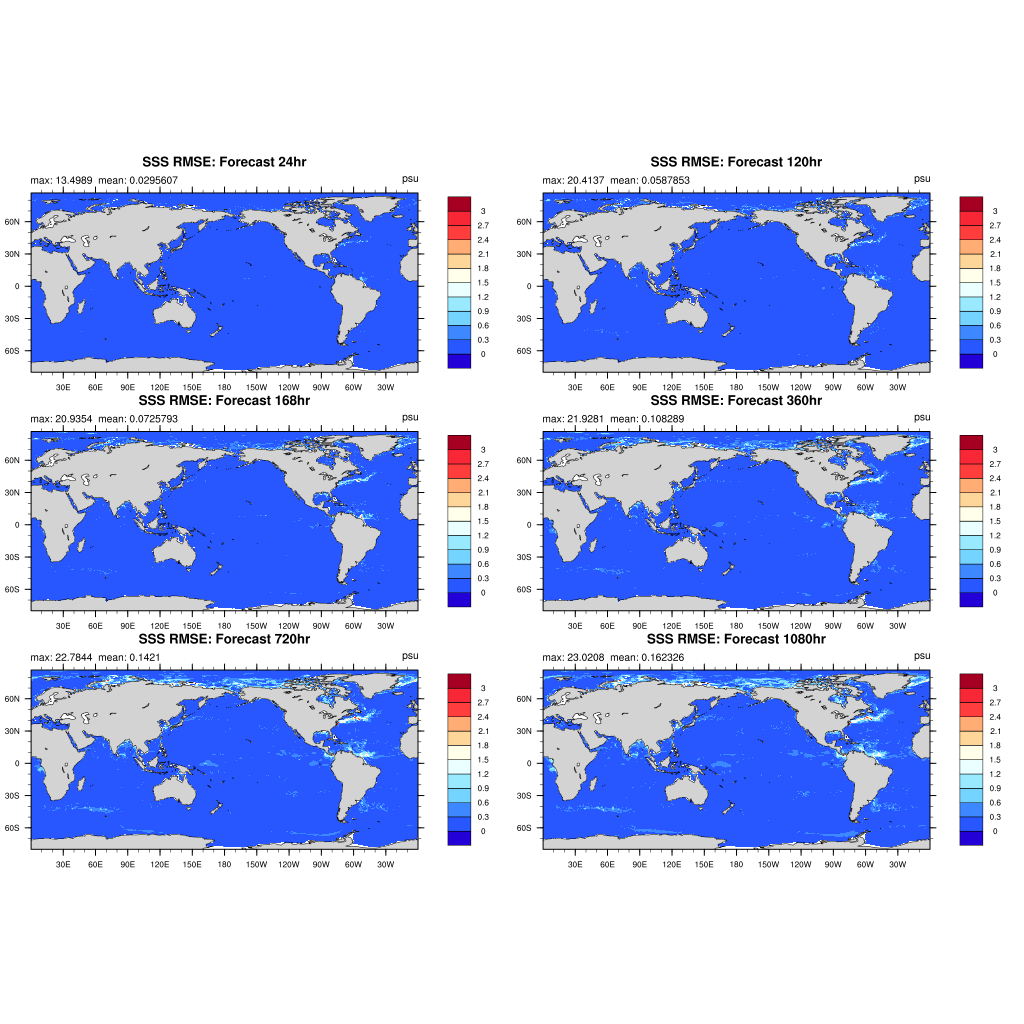 SSS RMSE: Forecast 24hr
max: 13.4989 mean: 0.0295607 psu
60N
30N
0
30S
60S
30E 60E 90E 120E 150E 180 150W 120W 90W 60W 30W
3
2.7
2.4
2.1
1.8
1.5
1.2
0.9
0.6
0.3
0
SSS RMSE: Forecast 120hr
max: 20.4137 mean: 0.0587853 psu
60N
30N
0
30S
60S
30E 60E 90E 120E 150E 180 150W 120W 90W 60W 30W
3
2.7
2.4
2.1
1.8
1.5
1.2
0.9
0.6
0.3
0
SSS RMSE: Forecast 168hr
max: 20.9354 mean: 0.0725793 psu
60N
30N
0
30S
60S
30E 60E 90E 120E 150E 180 150W 120W 90W 60W 30W
3
2.7
2.4
2.1
1.8
1.5
1.2
0.9
0.6
0.3
0
SSS RMSE: Forecast 360hr
max: 21.9281 mean: 0.108289 psu
60N
30N
0
30S
60S
30E 60E 90E 120E 150E 180 150W 120W 90W 60W 30W
3
2.7
2.4
2.1
1.8
1.5
1.2
0.9
0.6
0.3
0
SSS RMSE: Forecast 720hr
max: 22.7844 mean: 0.1421 psu
60N
30N
0
30S
60S
30E 60E 90E 120E 150E 180 150W 120W 90W 60W 30W
3
2.7
2.4
2.1
1.8
1.5
1.2
0.9
0.6
0.3
0
SSS RMSE: Forecast 1080hr
max: 23.0208 mean: 0.162326 psu
60N
30N
0
30S
60S
30E 60E 90E 120E 150E 180 150W 120W 90W 60W 30W
3
2.7
2.4
2.1
1.8
1.5
1.2
0.9
0.6
0.3
0